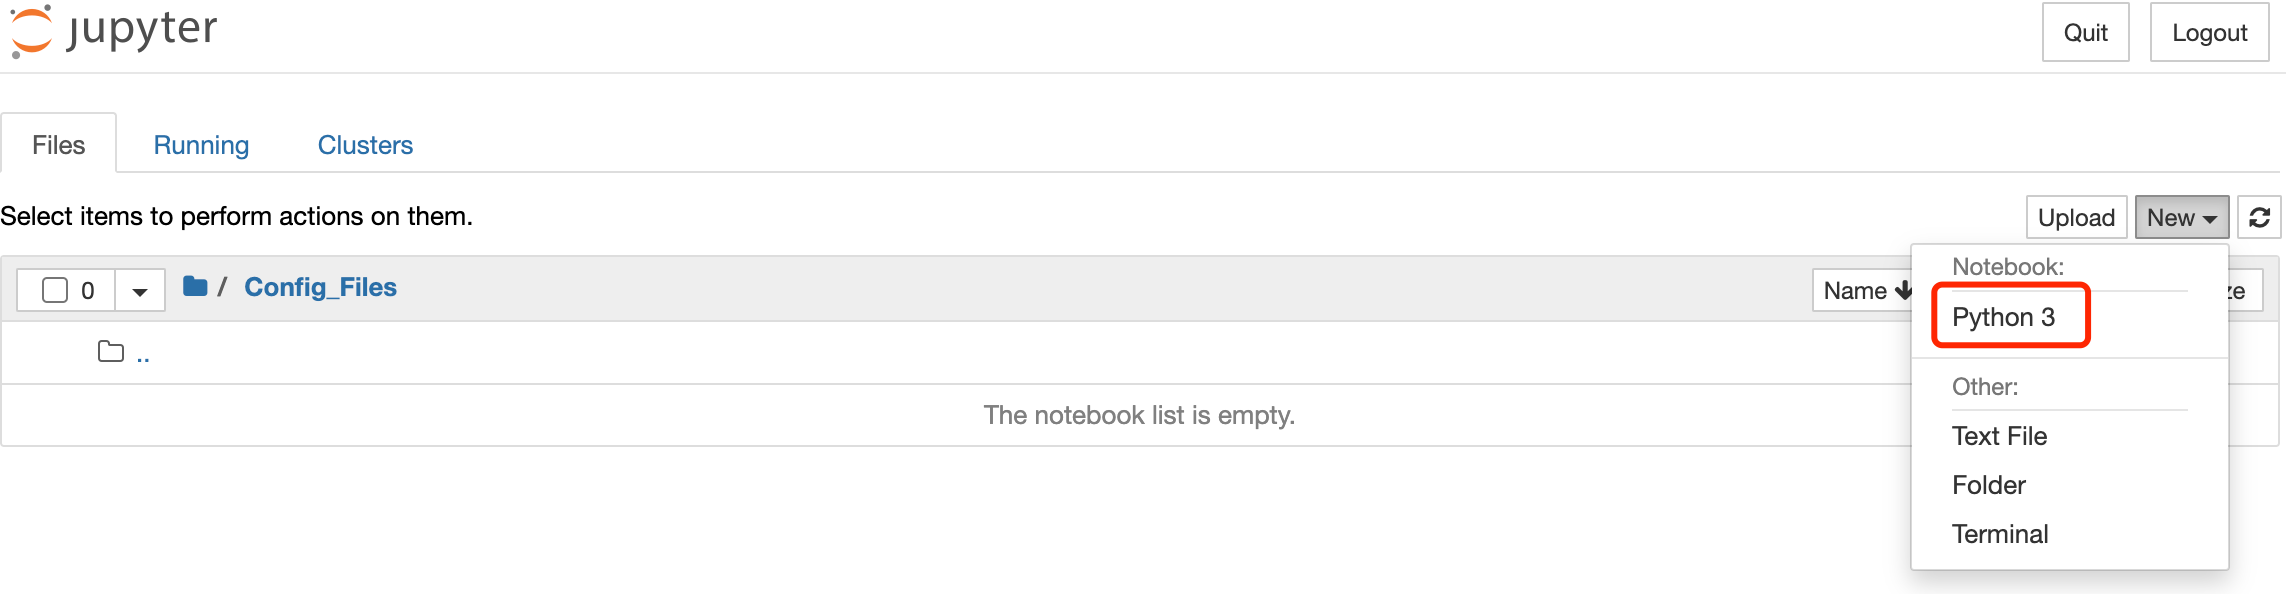 jupyter
Quit
Logout
Files
Running
Clusters
Select items to perform actions on them.
Upload
New
0
/ Config_Files
Name
ze
Notebook:
Python 3
Other:
Text File
Folder
Terminal
..
The notebook list is empty.